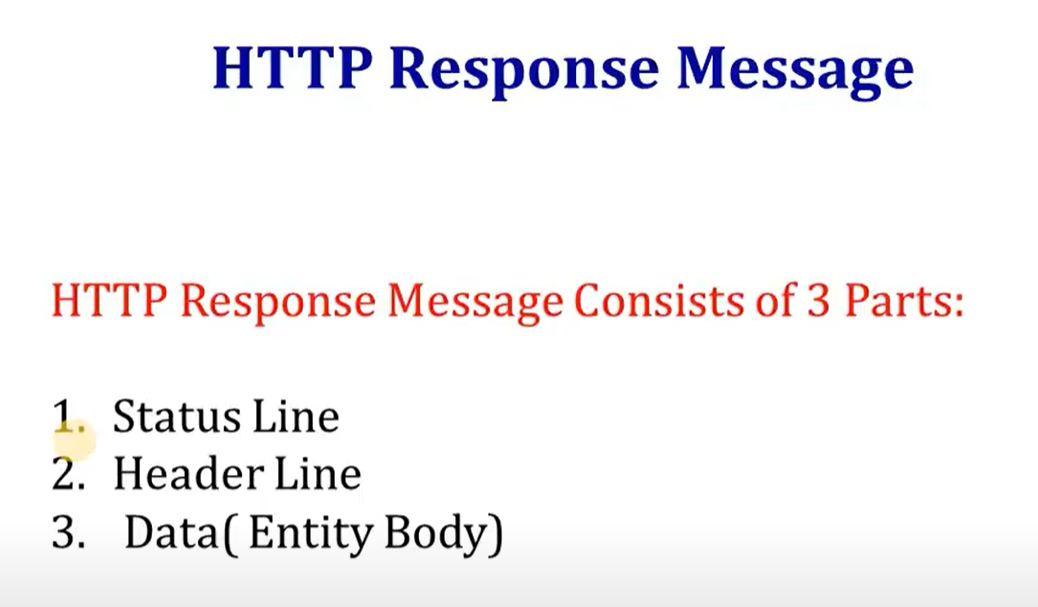 HTTP Response Message
HTTP Response Message Consists of 3 Parts:
1. Status Line
2. Header Line
3. Data( Entity Body)